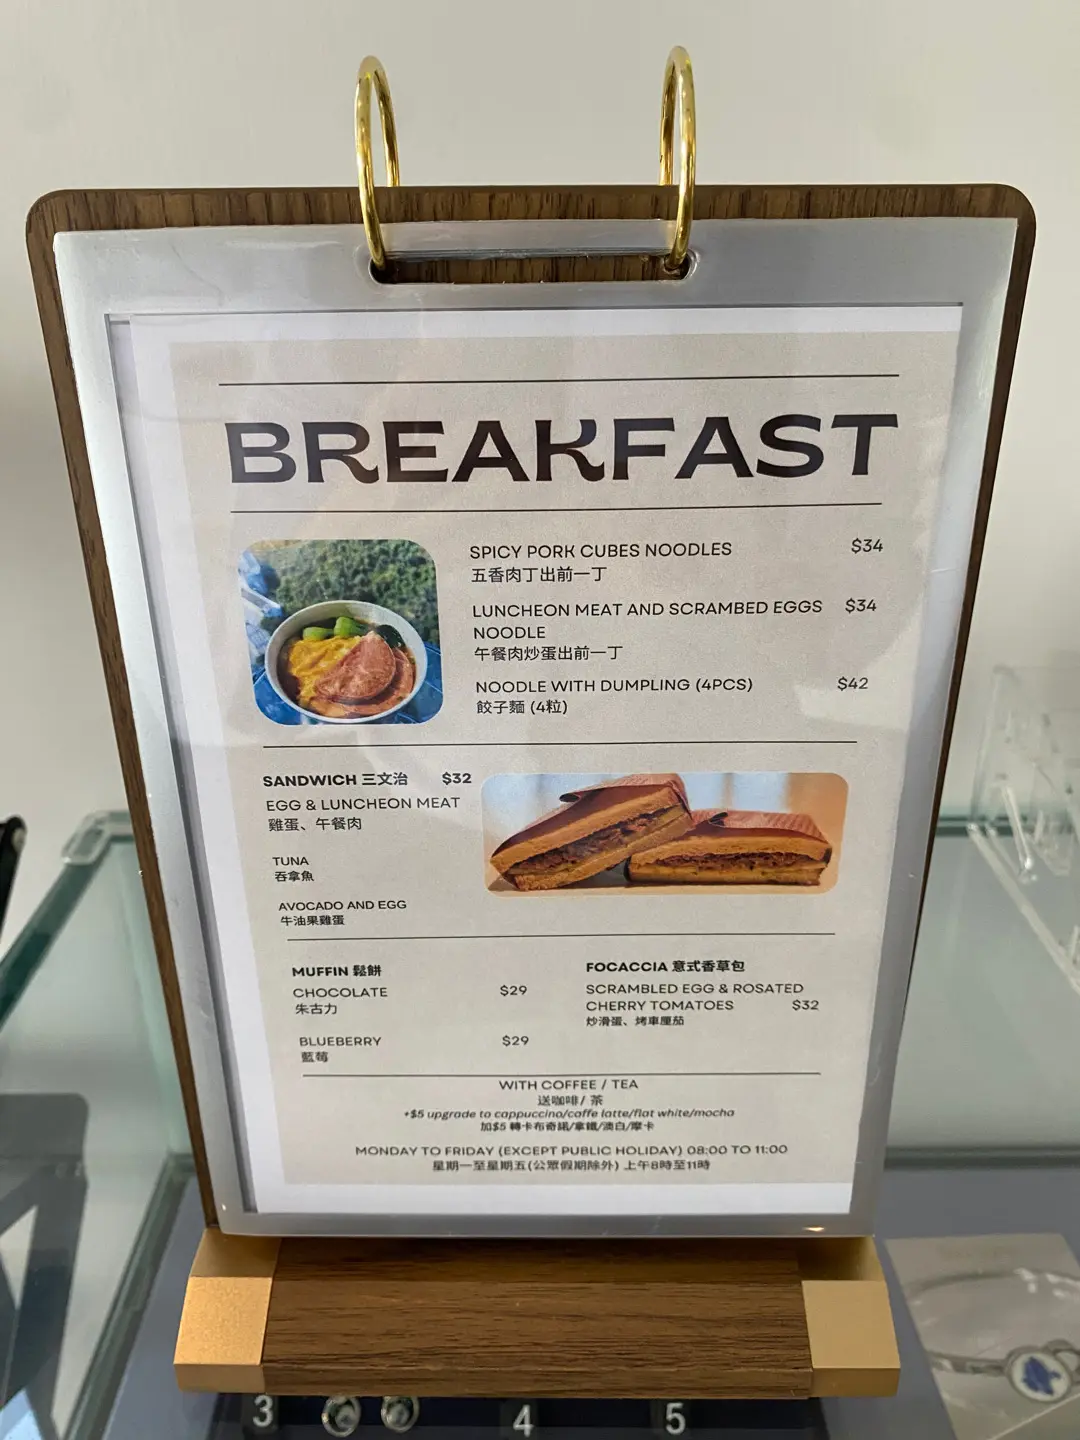 BREAKFAST
SPICY PORK CUBES NOODLES $34
五香肉丁出前一丁
LUNCHEON MEAT AND SCRAMBED EGGS $34
NOODLE
午餐肉炒蛋出前一丁
NOODLE WITH DUMPLING (4PCS) $42
餃子麵 (4粒)
SANDWICH 三文治 $32
EGG & LUNCHEON MEAT
雞蛋、午餐肉
TUNA
吞拿魚
AVOCADO AND EGG
牛油果雞蛋
MUFFIN 鬆餅
CHOCOLATE $29
朱古力
BLUEBERRY $29
藍莓
FOCACCIA 意式香草包
SCRAMBLED EGG & ROSATED
CHERRY TOMATOES $32
炒滑蛋、烤車厘茄
WITH COFFEE / TEA
送咖啡/ 茶
+$5 upgrade to cappuccino/caffe latte/flat white/mocha
加$5 轉卡布奇諾/拿鐵/澳白/摩卡
MONDAY TO FRIDAY (EXCEPT PUBLIC HOLIDAY) 08:00 TO 11:00
星期一至星期五(公眾假期除外) 上午8時至11時
3 4 5